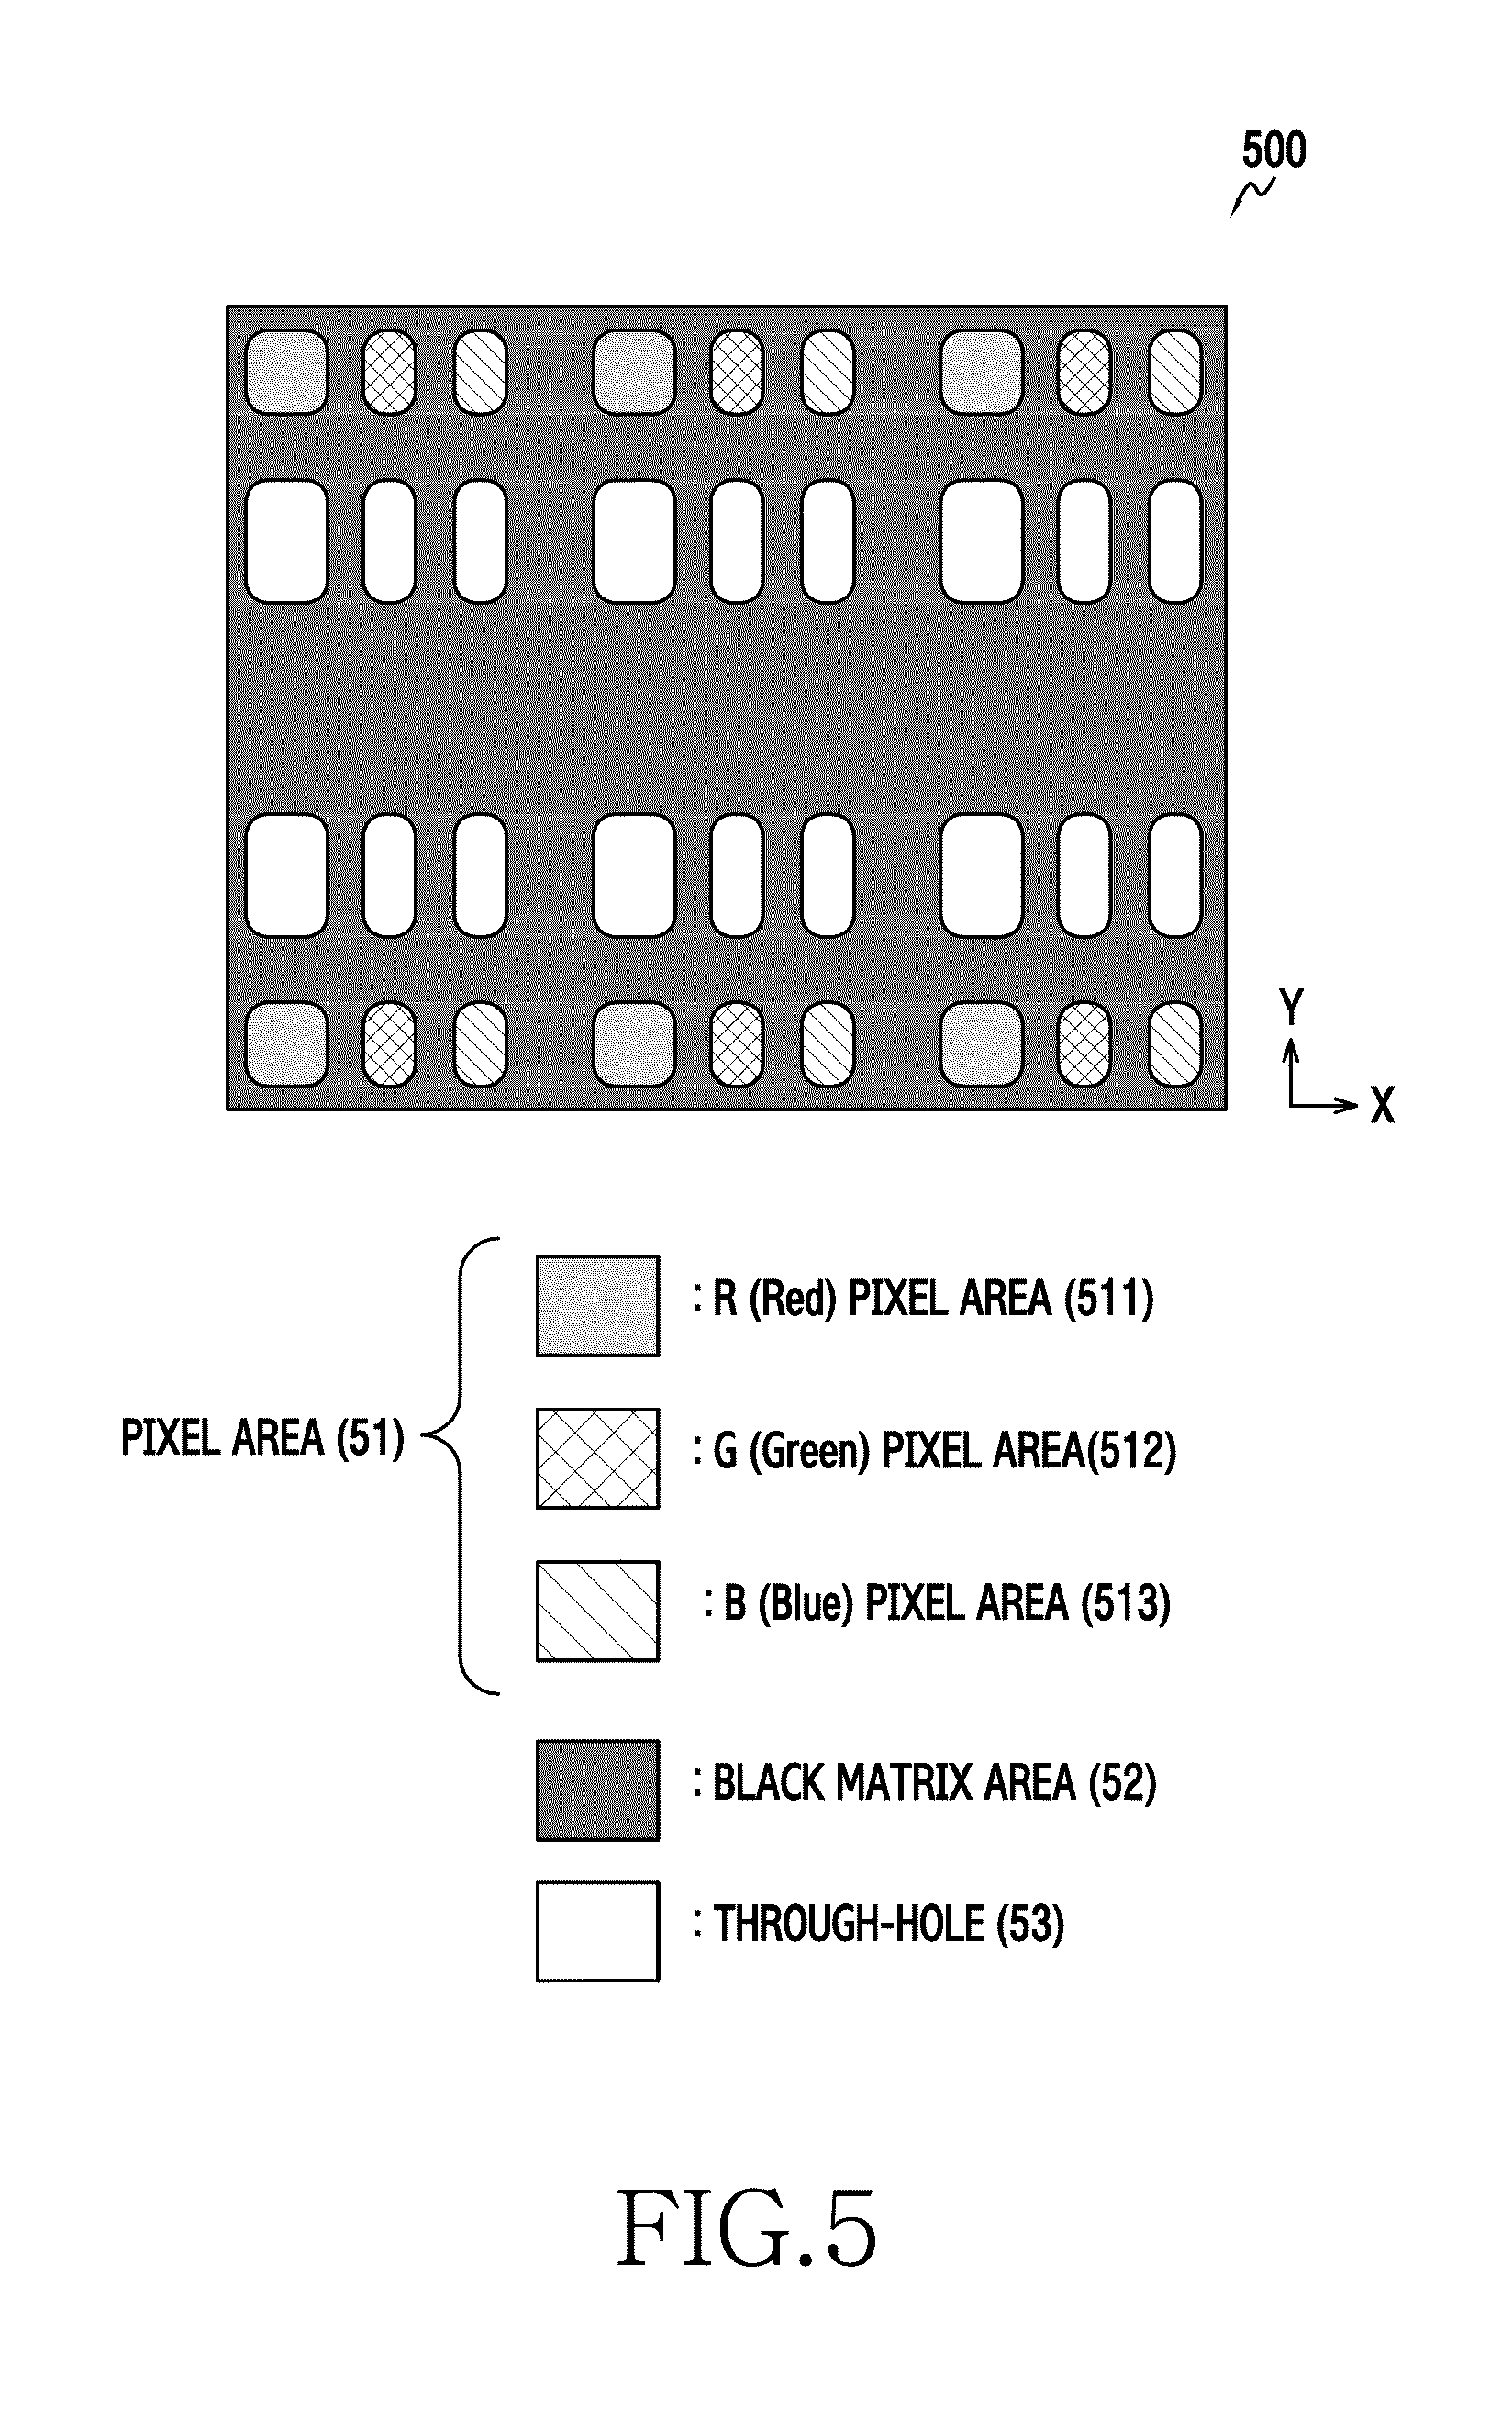 500
Y
X
: R (Red) PIXEL AREA (511)
PIXEL AREA (51)
: G (Green) PIXEL AREA(512)
: B (Blue) PIXEL AREA (513)
: BLACK MATRIX AREA (52)
: THROUGH-HOLE (53)
FIG.5